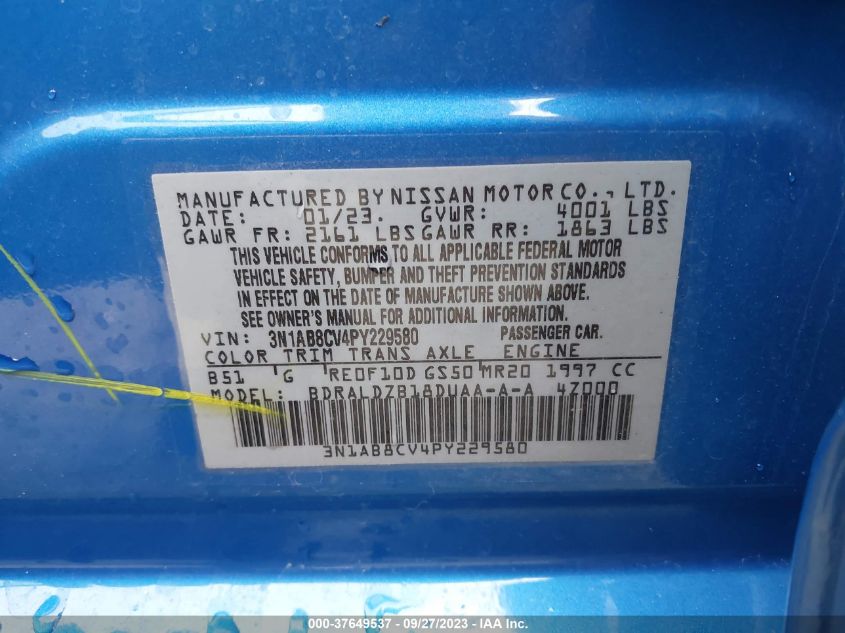 MANUFACTURED BY NISSAN MOTOR CO., LTD.
DATE: 01/23. GVWR: 4001 LBS
GAWR FR: 2161 LBS GAWR RR: 1863 LBS
THIS VEHICLE CONFORMS TO ALL APPLICABLE FEDERAL MOTOR
VEHICLE SAFETY, BUMPER AND THEFT PREVENTION STANDARDS
IN EFFECT ON THE DATE OF MANUFACTURE SHOWN ABOVE.
SEE OWNER'S MANUAL FOR ADDITIONAL INFORMATION.
VIN: 3N1AB8CV4PY229580 PASSENGER CAR.
COLOR TRIM TRANS AXLE ENGINE
B51 G RE0F10D GS50 MR20 1997 CC
MODEL: BDRALDZB18DUAA-A-A 4Z000
3N1AB8CV4PY229580
000-37649537 - 09/27/2023 - IAA Inc.